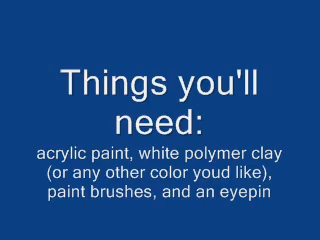 Things you'll
need:
acrylic paint, white polymer clay
(or any other color youd like),
paint brushes, and an eyepin